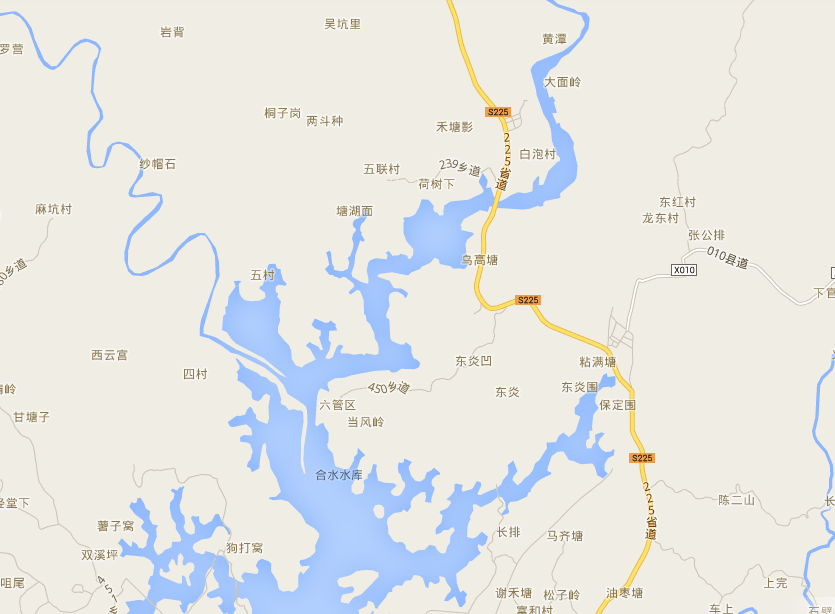 吴坑里
岩背
黄潭
罗营
大面岭
S225
桐子岗
两斗种
禾塘影
225省道
白泡村
纱帽石
五联村
239乡道
荷树下
麻坑村
塘湖面
东红村
龙东村
张公排
010县道
乌高塘
X010
五村
S225
下官
西云宫
四村
东炎凹
粘满塘
450乡道
东炎
东炎围
六管区
保定围
甘塘子
当风岭
S225
合水水库
225省道
陈二山
堂下
薯子窝
长排
马齐塘
狗打窝
双溪坪
咀尾
457
谢禾塘
松子岭
油枣塘
上完
富和村
车上